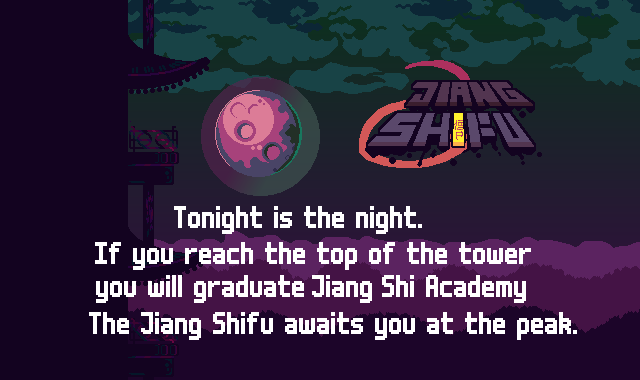 JIANG
SHIFU
Tonight is the night.
If you reach the top of the tower
you will graduate Jiang Shi Academy
The Jiang Shifu awaits you at the peak.